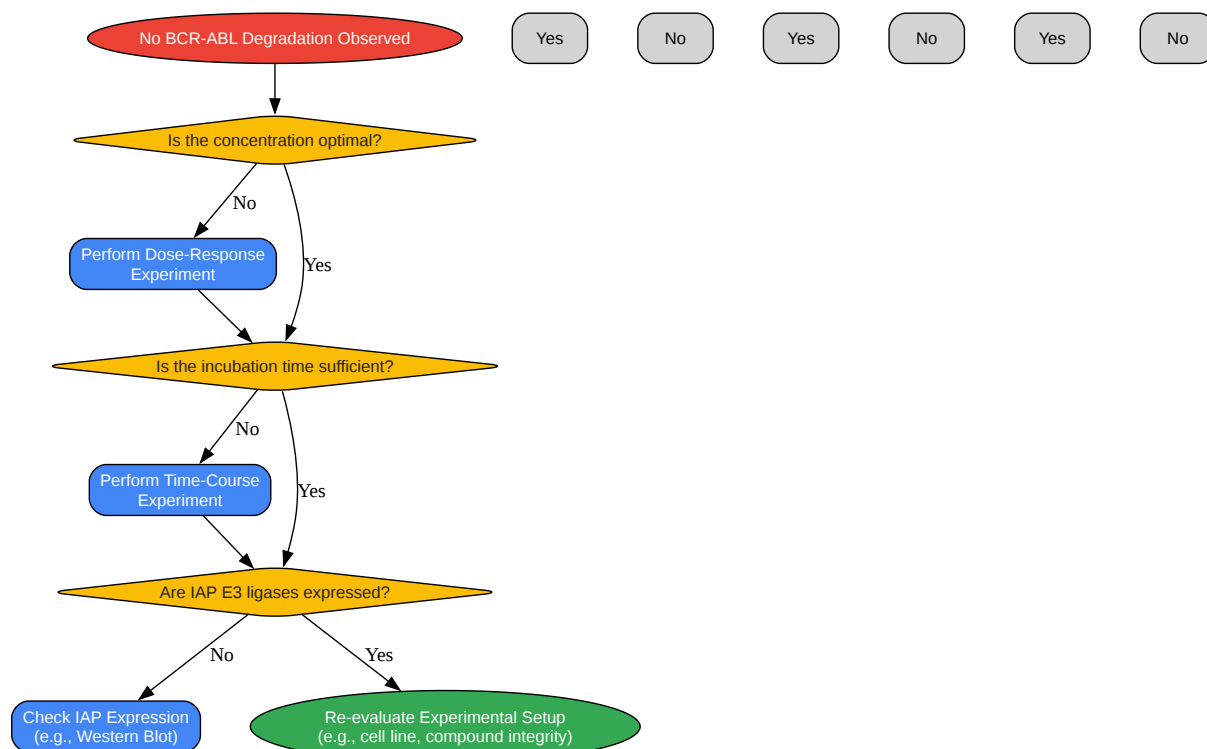 No BCR-ABL Degradation Observed
Yes
No
Yes
No
Yes
No
Is the concentration optimal?
No
Perform Dose-Response
Experiment
Yes
Is the incubation time sufficient?
No
Perform Time-Course
Experiment
Yes
Are IAP E3 ligases expressed?
No
Yes
Check IAP Expression
(e.g., Western Blot)
Re-evaluate Experimental Setup
(e.g., cell line, compound integrity)